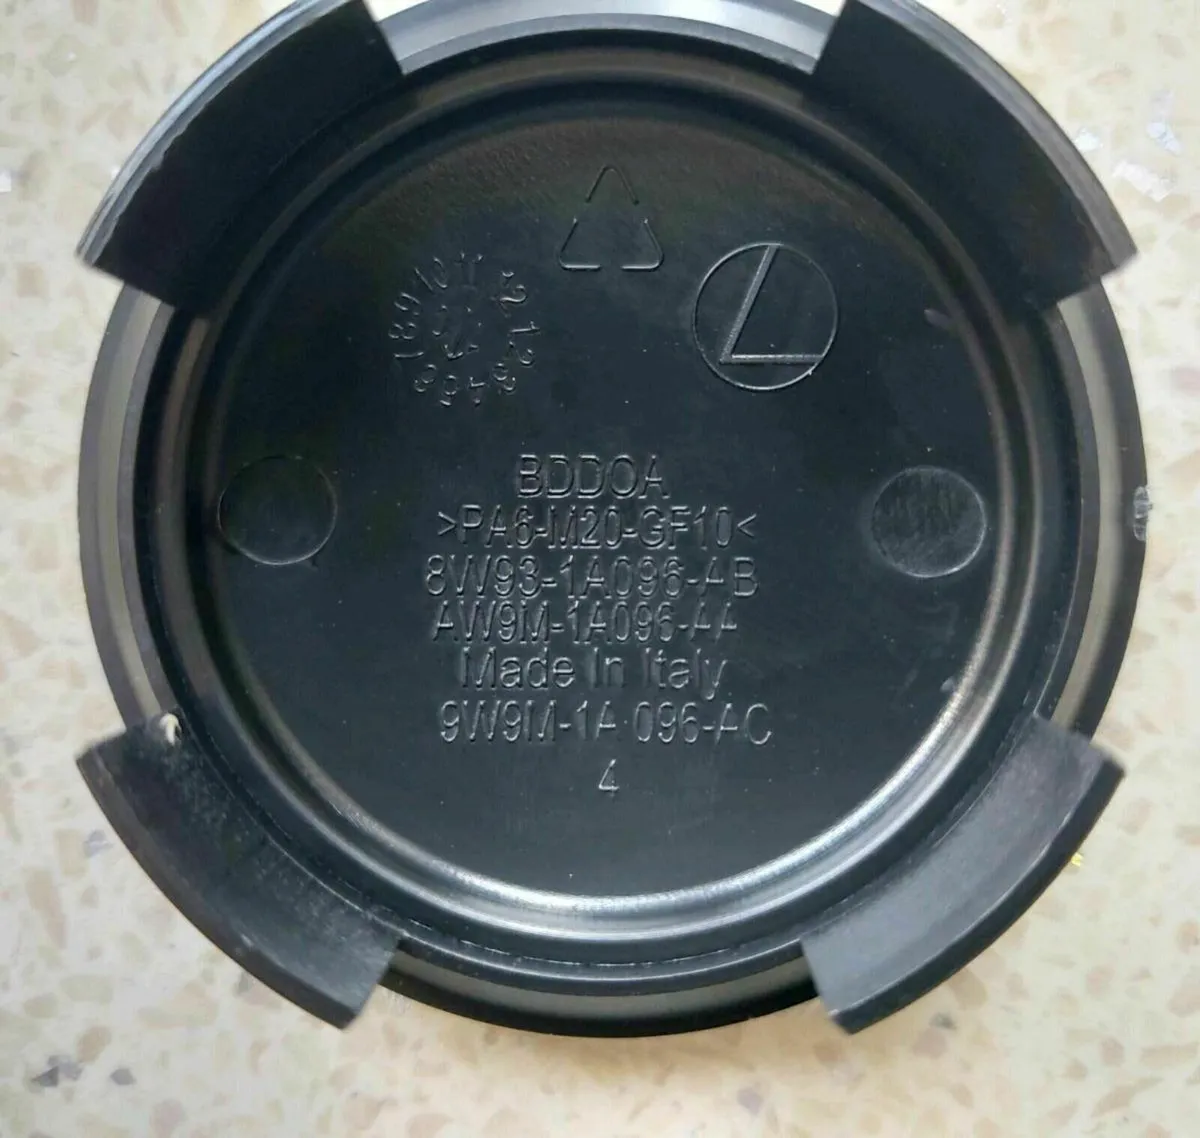 BDDOA
>PA6-M20-GF10<
8W93-1A096-AB
AW9M-1A096-AA
Made In Italy
9W9M-1A 096-AC
4